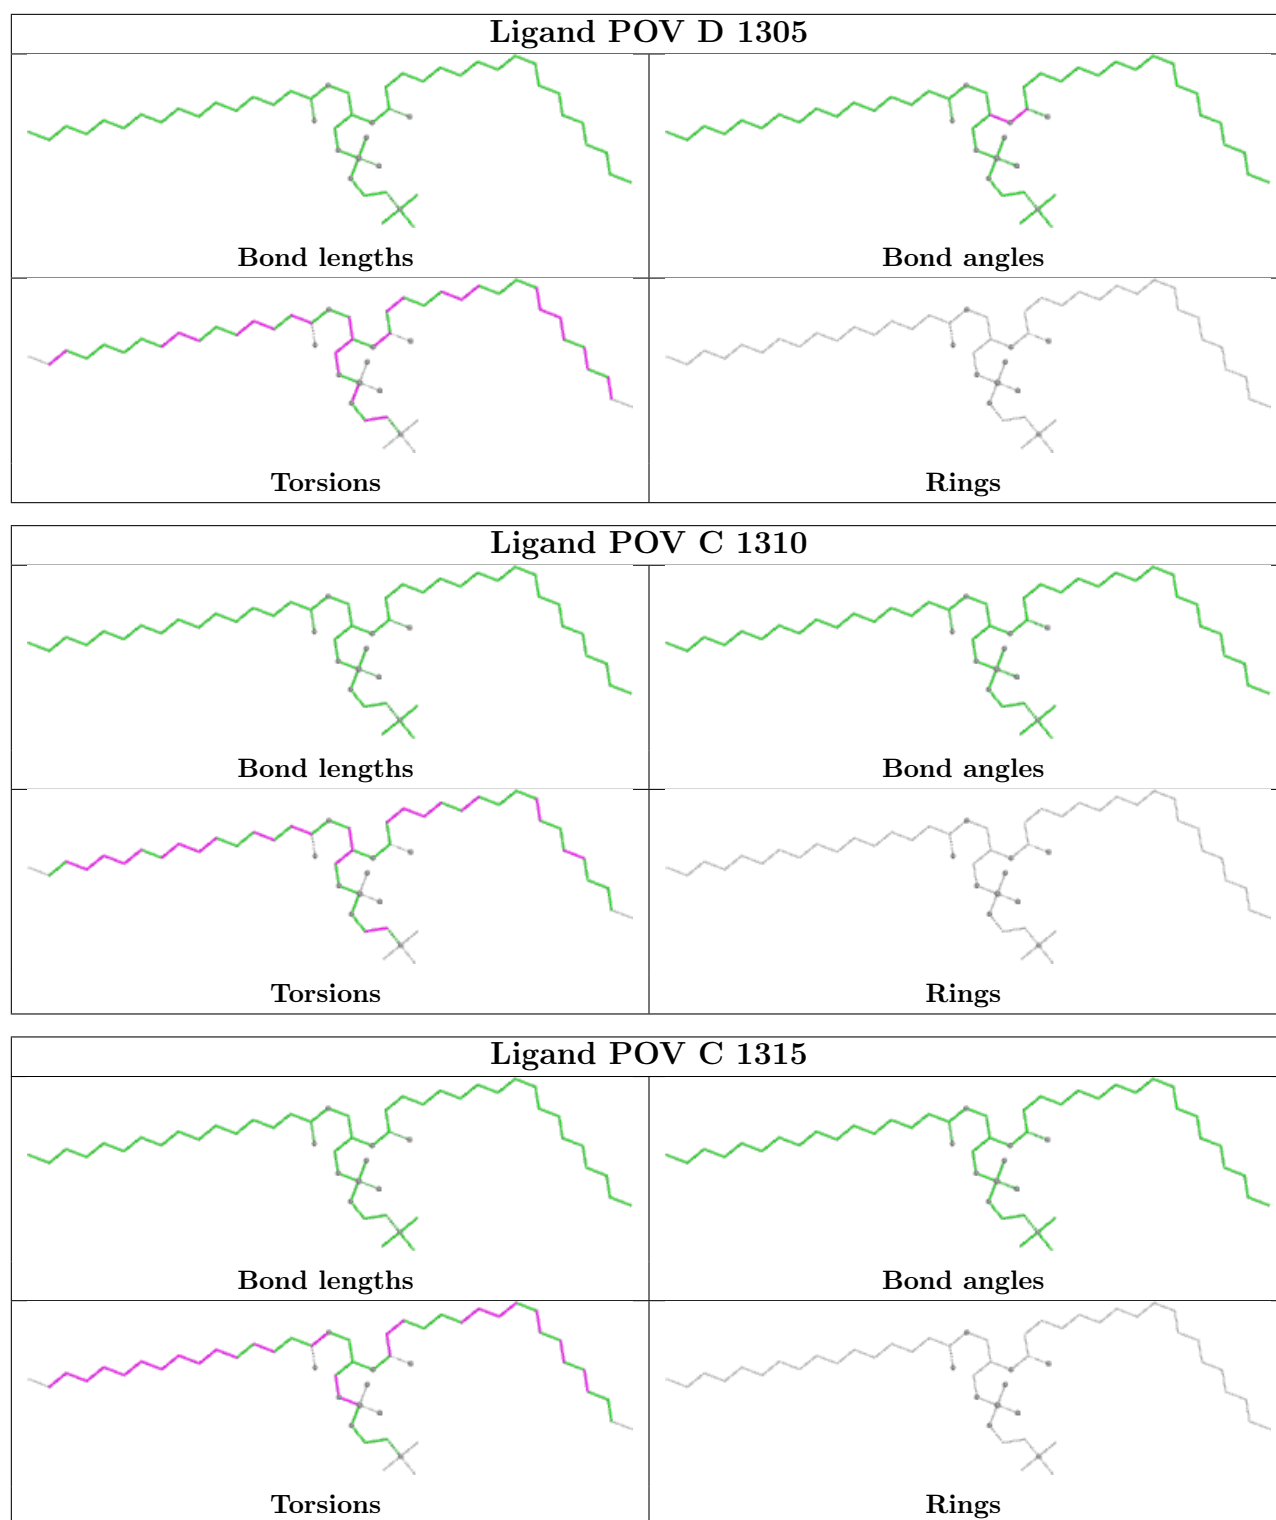 Ligand POV D 1305
Bond lengths
Bond angles
Torsions
Rings
Ligand POV C 1310
Bond lengths
Bond angles
Torsions
Rings
Ligand POV C 1315
Bond lengths
Bond angles
Torsions
Rings